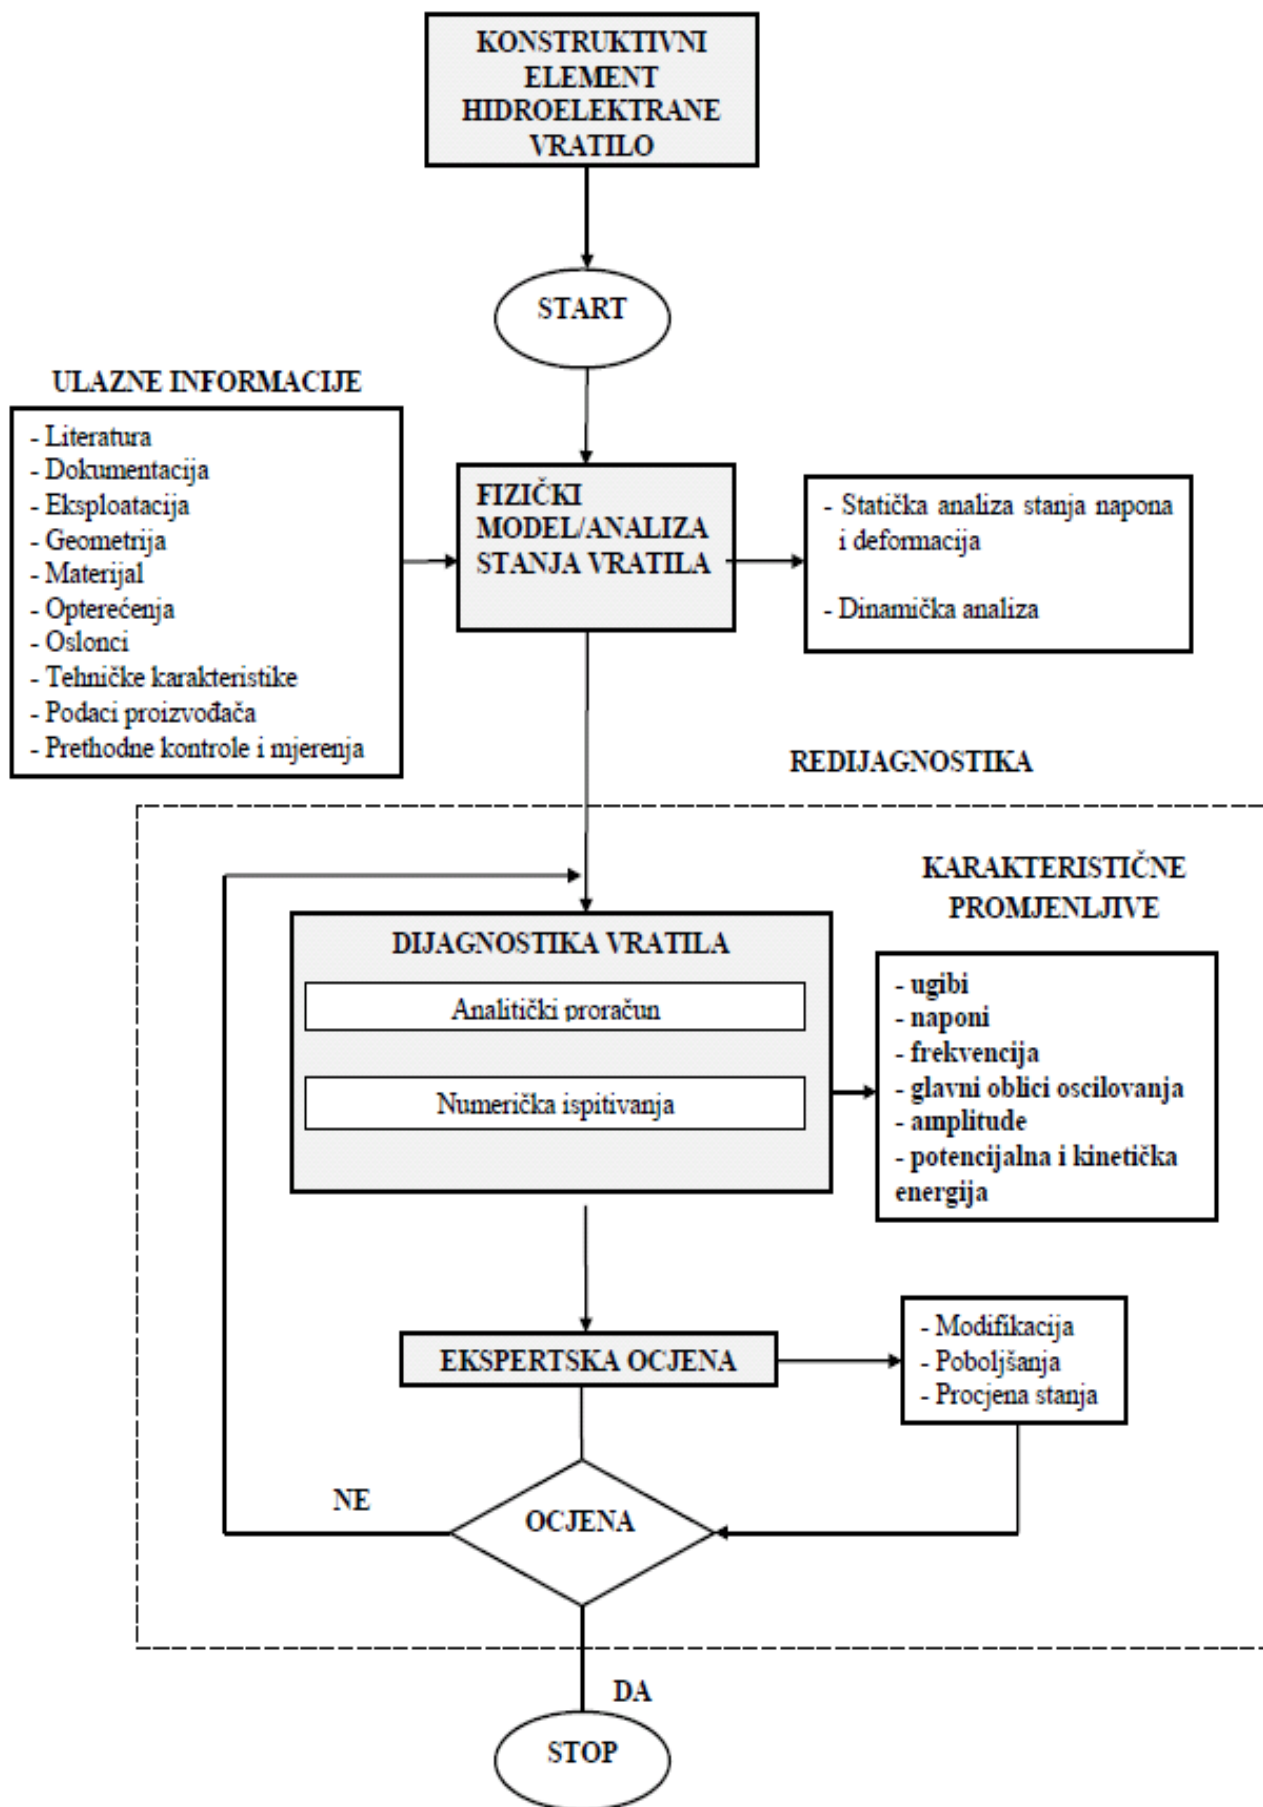 KONSTRUKTIVNI
ELEMENT
HIDROELEKTRANE
VRATILO
START
ULAZNE INFORMACIJE
- Literatura
- Dokumentacija
- Eksploatacija
- Geometrija
- Materijal
- Opterećenja
- Oslonci
- Tehničke karakteristike
- Podaci proizvođača
- Prethodne kontrole i mjerenja
FIZIČKI
MODEL/ANALIZA
STANJA VRATILA
- Statička analiza stanja napona
i deformacija
- Dinamička analiza
REDIJAGNOSTIKA
KARAKTERISTIČNE
PROMJENLJIVE
DIJAGNOSTIKA VRATILA
Analitički proračun
Numerička ispitivanja
- ugibi
- naponi
- frekvencija
- glavni oblici oscilovanja
- amplitude
- potencijalna i kinetička
energija
EKSPERTSKA OCJENA
- Modifikacija
- Poboljšanja
- Procjena stanja
NE
OCJENA
DA
STOP